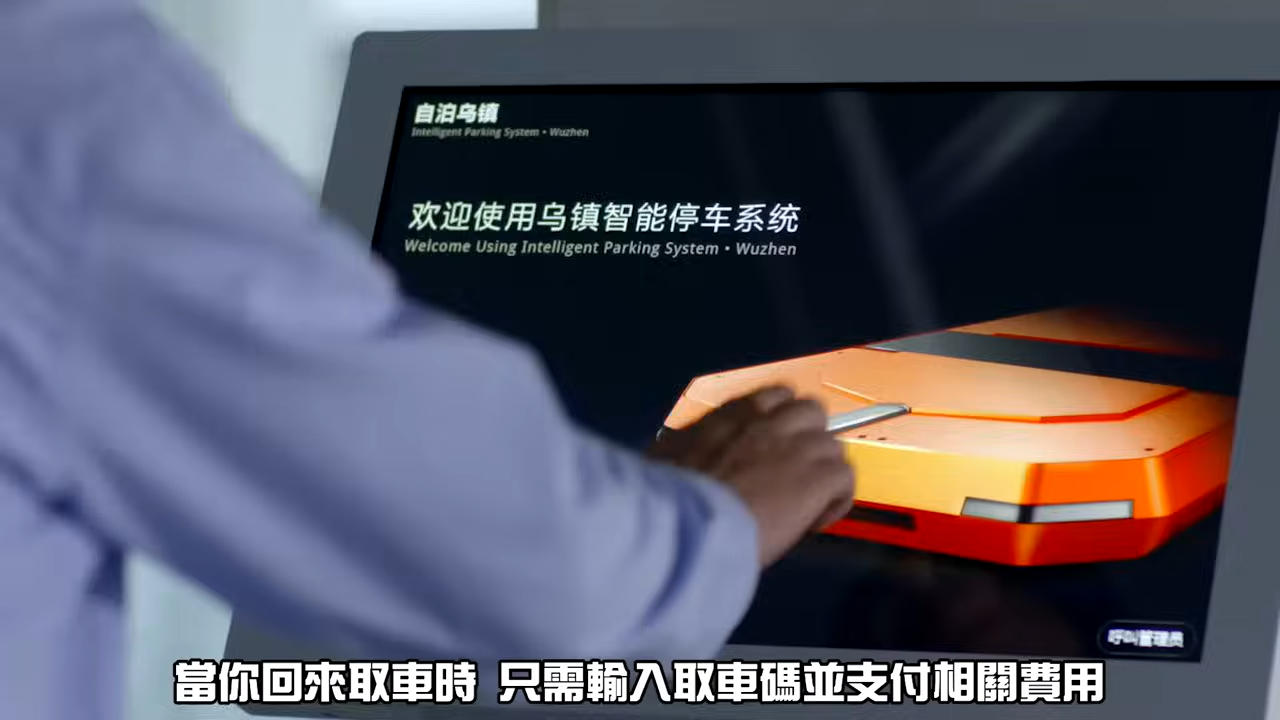 自泊乌镇
Intelligent Parking System • Wuzhen
欢迎使用乌镇智能停车系统
Welcome Using Intelligent Parking System • Wuzhen
呼叫管理员
當你回來取車時 只需輸入取車碼並支付相關費用